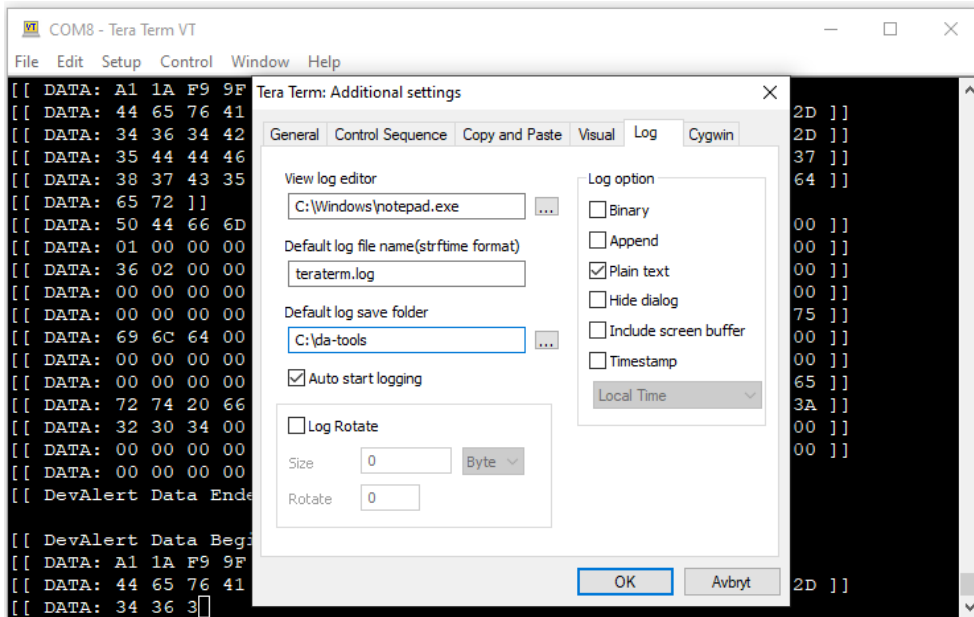 COM8 - Tera Term VT
File Edit Setup Control Window Help
[[ DATA: A1 1A F9 9F
[[ DATA: 44 65 76 41 2D ]]
[[ DATA: 34 36 34 42 2D ]]
[[ DATA: 35 44 44 46 37 ]]
[[ DATA: 38 37 43 35 64 ]]
[[ DATA: 65 72 ]]
[[ DATA: 50 44 66 6D 00 ]]
[[ DATA: 01 00 00 00 00 ]]
[[ DATA: 36 02 00 00 00 ]]
[[ DATA: 00 00 00 00 00 ]]
[[ DATA: 00 00 00 00 75 ]]
[[ DATA: 69 6C 64 00 00 ]]
[[ DATA: 00 00 00 00 00 ]]
[[ DATA: 00 00 00 00 65 ]]
[[ DATA: 72 74 20 66 3A ]]
[[ DATA: 32 30 34 00 00 ]]
[[ DATA: 00 00 00 00 00 ]]
[[ DATA: 00 00 00 00
[[ DevAlert Data Ende
[[ DevAlert Data Begi
[[ DATA: A1 1A F9 9F
[[ DATA: 44 65 76 41 2D ]]
[[ DATA: 34 36 3
Tera Term: Additional settings
General Control Sequence Copy and Paste Visual Log Cygwin
View log editor
C:\Windows\notepad.exe
...
Default log file name(strftime format)
teraterm.log
Default log save folder
C:\da-tools
...
Auto start logging
Log Rotate
Size 0 Byte
Rotate 0
Log option
Binary
Append
Plain text
Hide dialog
Include screen buffer
Timestamp
Local Time
OK Avbryt